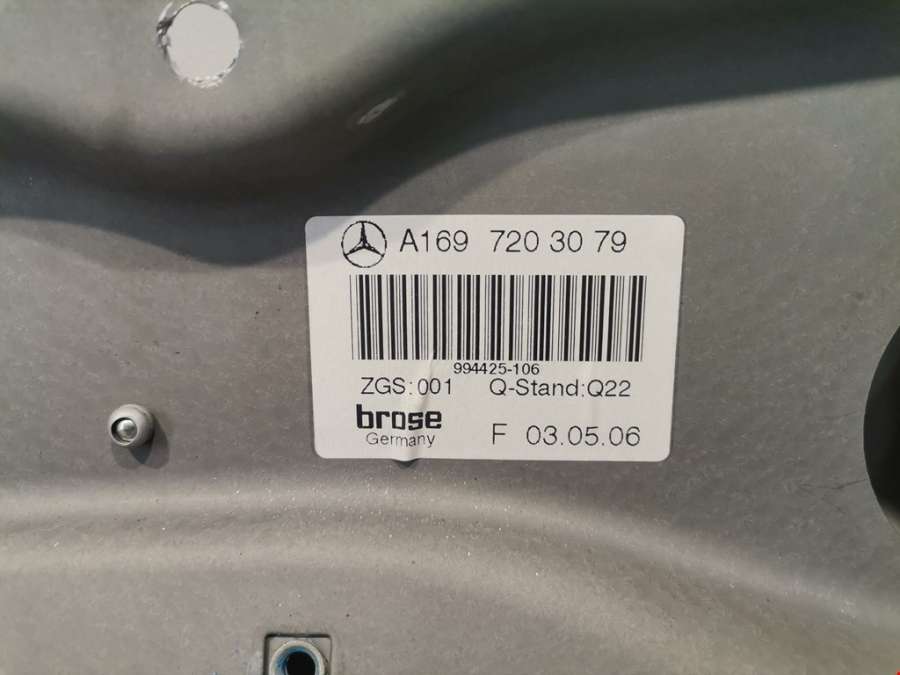 A169 720 30 79
994425-106
ZGS:001 Q-Stand:Q22
brose
Germany
F 03.05.06